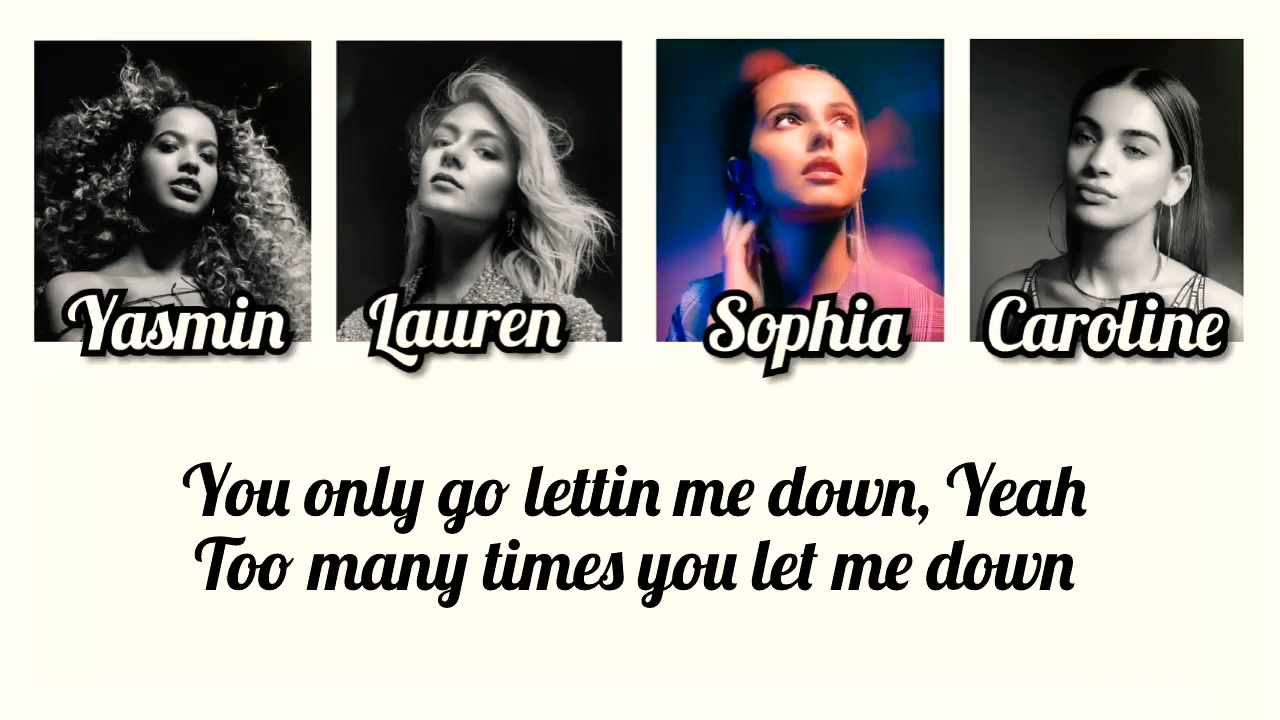 Yasmin Lauren Sophia Caroline
You only go lettin me down, Yeah
Too many times you let me down